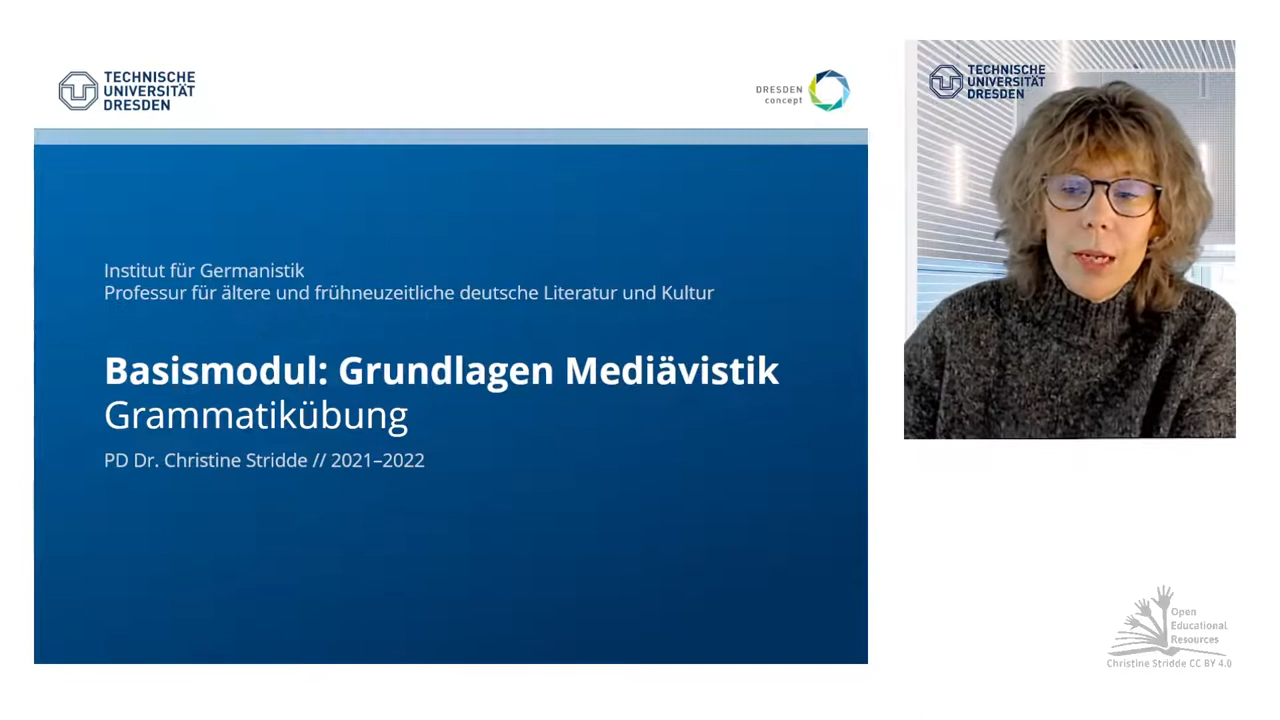 TECHNISCHE
UNIVERSITÄT
DRESDEN
DRESDEN
concept
Institut für Germanistik
Professur für ältere und frühneuzeitliche deutsche Literatur und Kultur
Basismodul: Grundlagen Mediävistik
Grammatikübung
PD Dr. Christine Stridde // 2021–2022
TECHNISCHE
UNIVERSITÄT
DRESDEN
Open
Educational
Resources
Christine Stridde CC BY 4.0